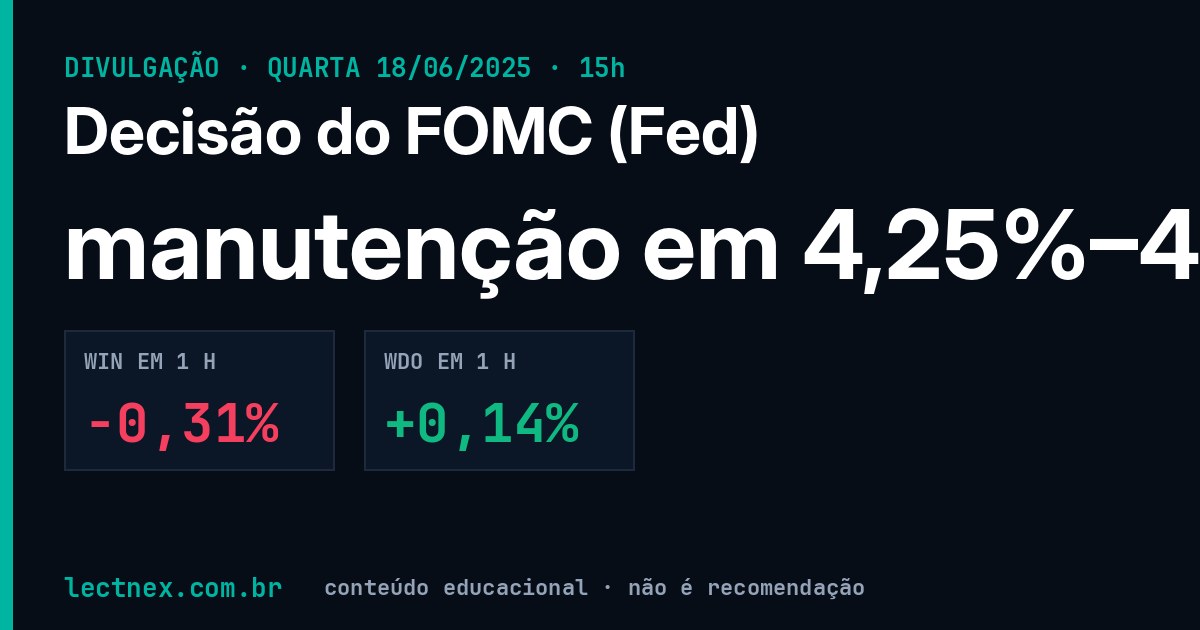 DIVULGAÇÃO · QUARTA 18/06/2025 · 15h
Decisão do FOMC (Fed)
manutenção em 4,25%–4
WIN EM 1 H
WDO EM 1 H
-0,31%
+0,14%
lectnex.com.br
conteúdo educacional · não é recomendação